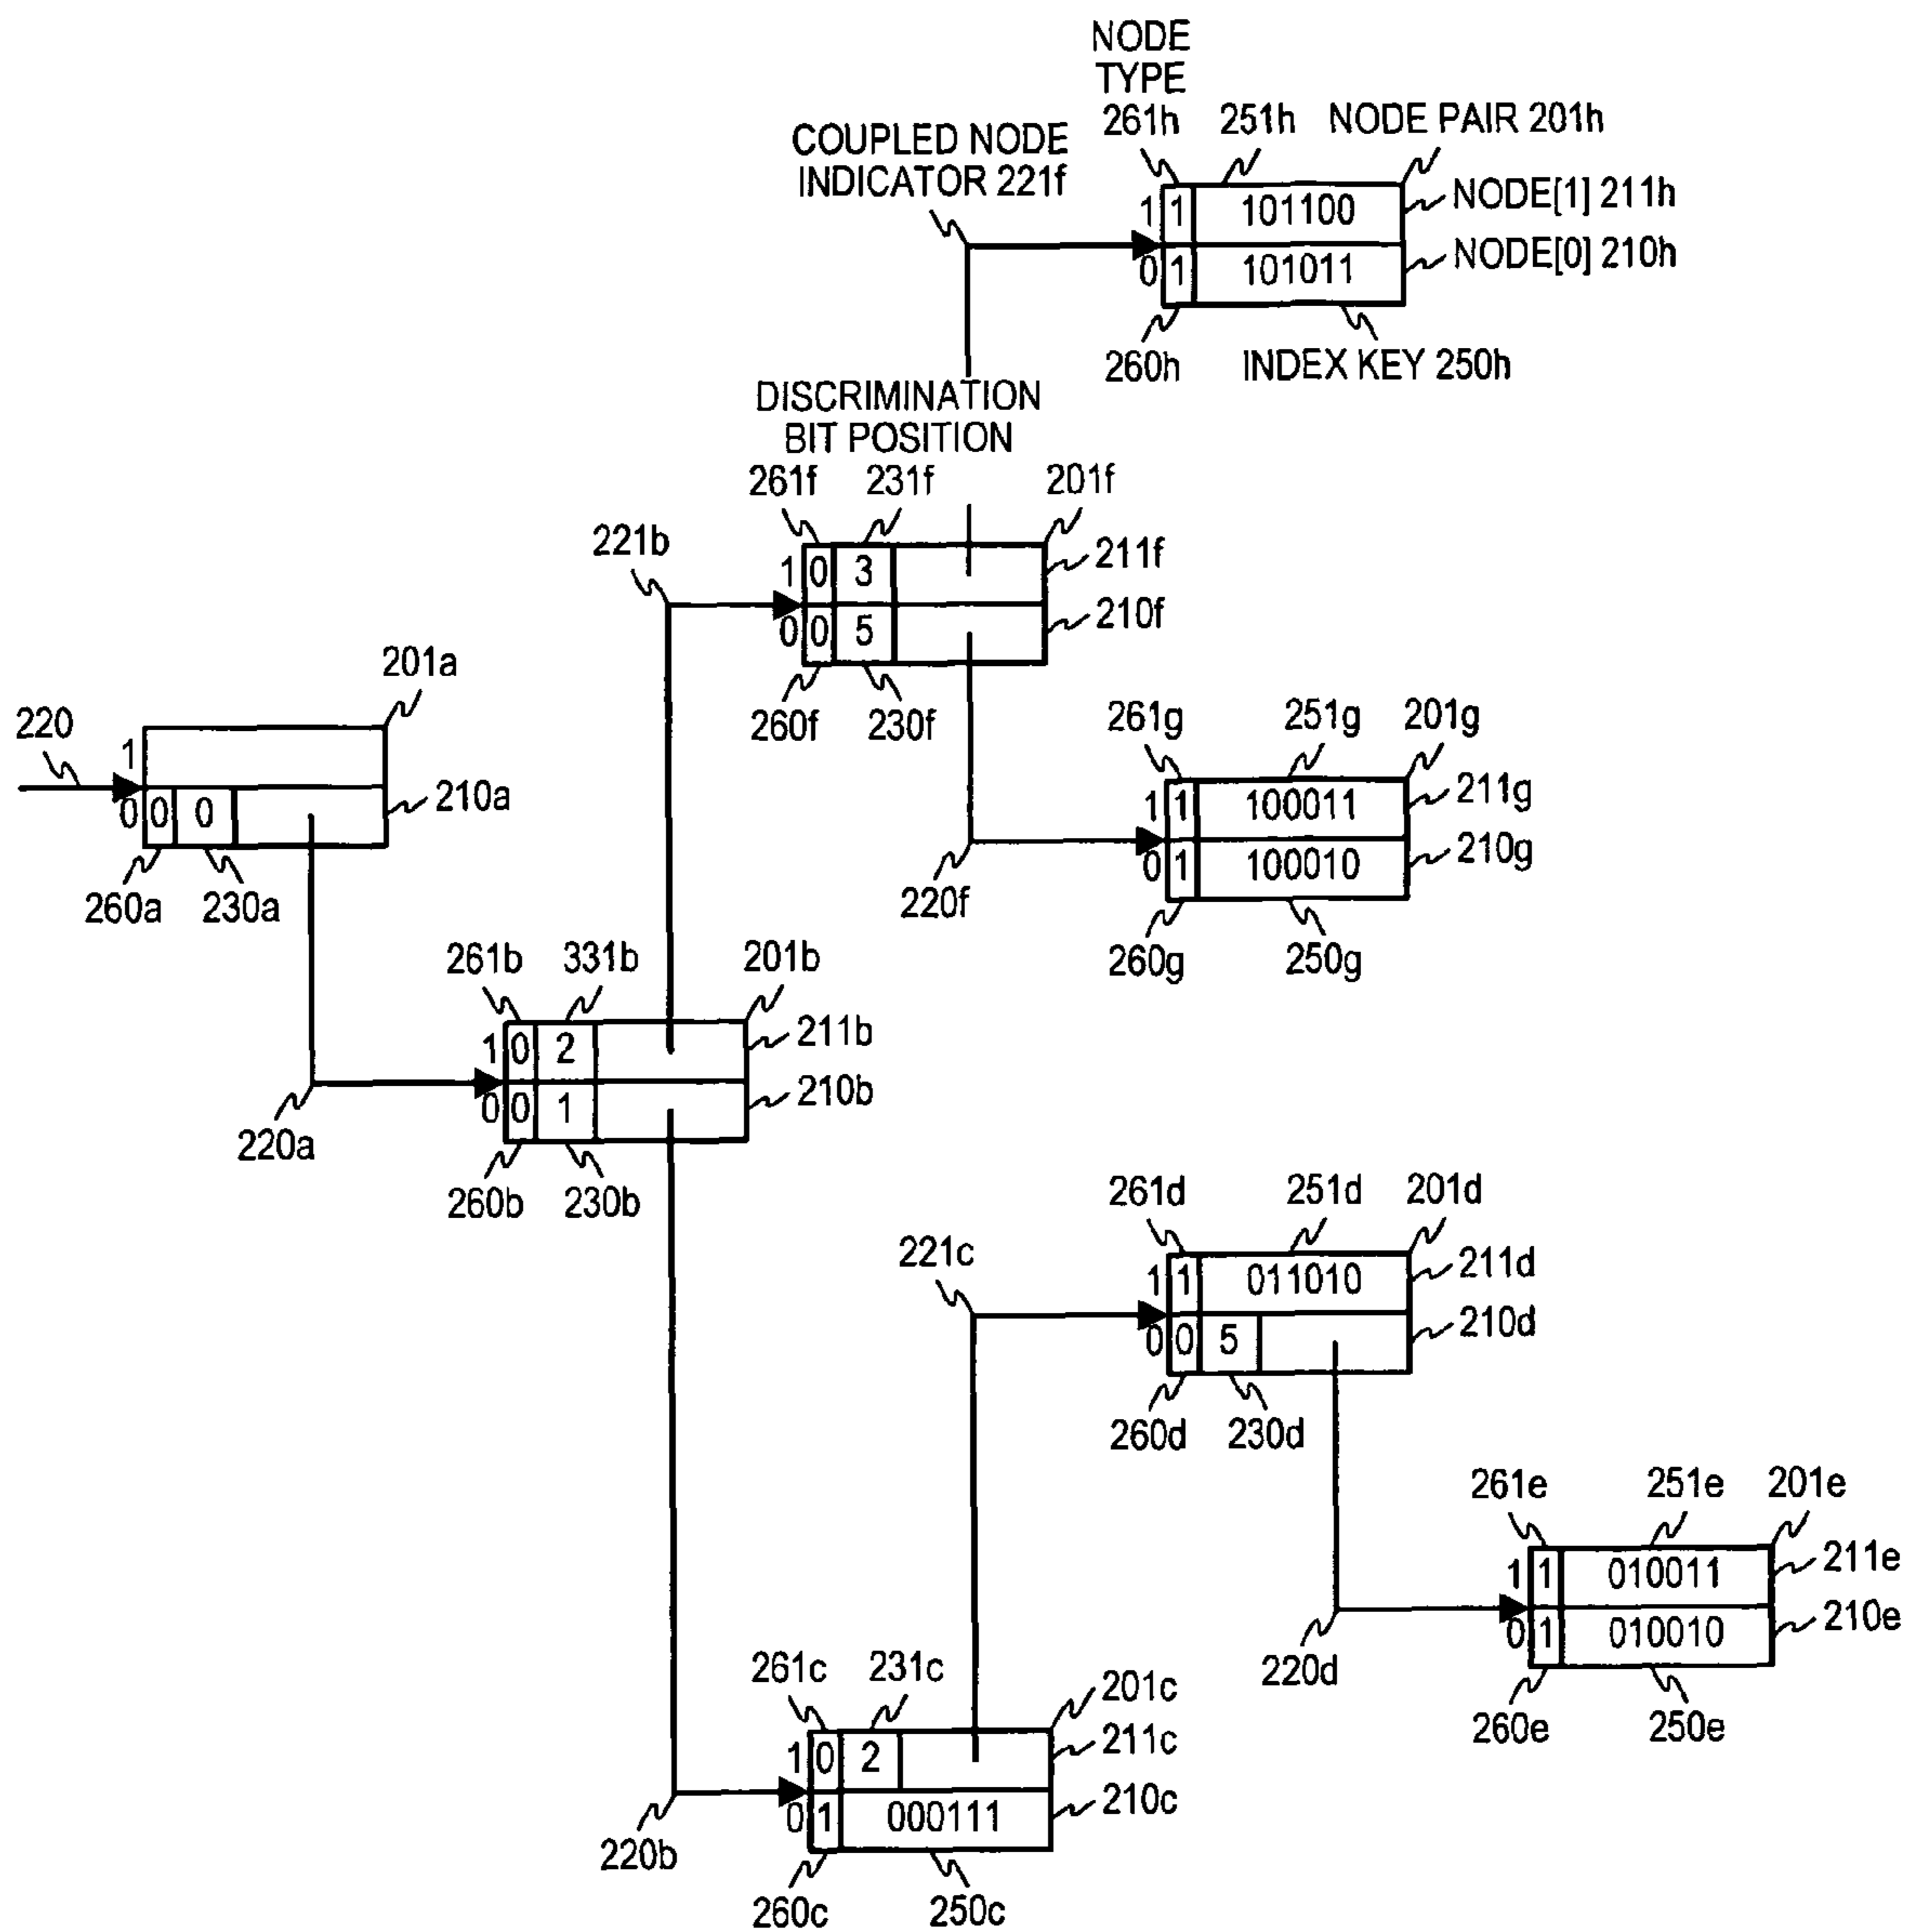 NODE
TYPE
COUPLED NODE
INDICATOR 221f
261h 251h NODE PAIR 201h
1 1 101100 NODE[1] 211h
0 1 101011 NODE[0] 210h
260h INDEX KEY 250h
DISCRIMINATION
BIT POSITION
261f 231f 201f
221b
1 0 3 211f
0 0 5 210f
260f 230f
201a
220
1
0 0 0 210a
260a 230a
261g 251g 201g
1 1 100011 211g
0 1 100010 210g
220f
260g 250g
261b 331b 201b
1 0 2 211b
0 0 1 210b
220a
260b 230b
261d 251d 201d
221c
1 1 011010 211d
0 0 5 210d
260d 230d
261e 251e 201e
1 1 010011 211e
0 1 010010 210e
220d
260e 250e
261c 231c 201c
1 0 2 211c
0 1 000111 210c
220b
260c 250c